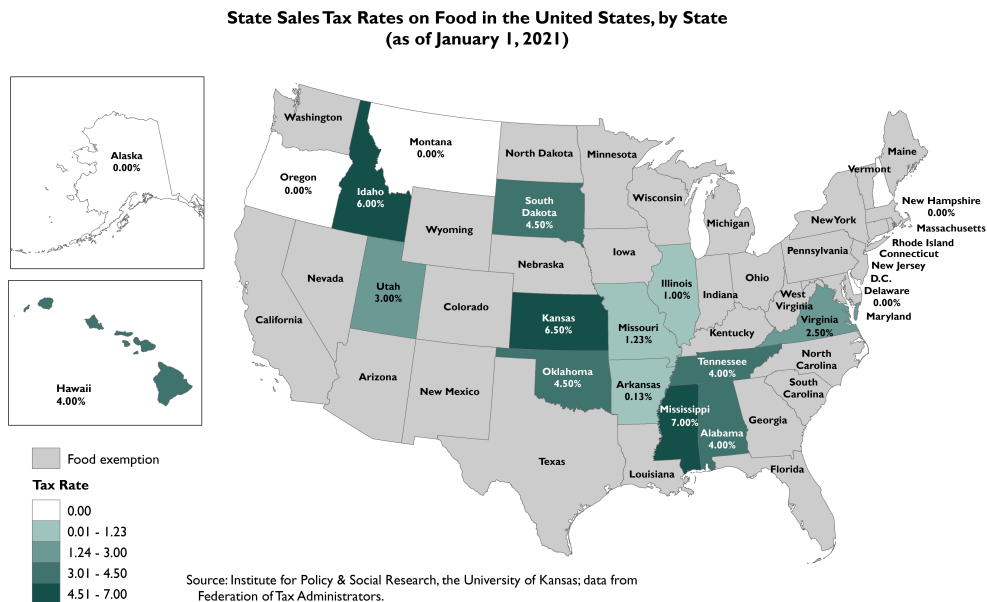 State Sales Tax Rates on Food in the United States, by State
(as of January 1, 2021)
Alaska
0.00%
Hawaii
4.00%
Washington
Oregon
0.00%
Idaho
6.00%
Montana
0.00%
North Dakota
Minnesota
South
Dakota
4.50%
Wisconsin
Michigan
Wyoming
Nebraska
Iowa
Nevada
Utah
3.00%
Colorado
California
Kansas
6.50%
Missouri
1.23%
Illinois
1.00%
Indiana
Ohio
Kentucky
West
Virginia
Virginia
2.50%
Pennsylvania
New York
Vermont
Maine
New Hampshire
0.00%
Massachusetts
Rhode Island
Connecticut
New Jersey
D.C.
Delaware
0.00%
Maryland
Arizona
New Mexico
Oklahoma
4.50%
Arkansas
0.13%
Tennessee
4.00%
North
Carolina
South
Carolina
Mississippi
7.00%
Alabama
4.00%
Georgia
Texas
Louisiana
Florida
Food exemption
Tax Rate
0.00
0.01 - 1.23
1.24 - 3.00
3.01 - 4.50
4.51 - 7.00
Source: Institute for Policy & Social Research, the University of Kansas; data from
Federation of Tax Administrators.